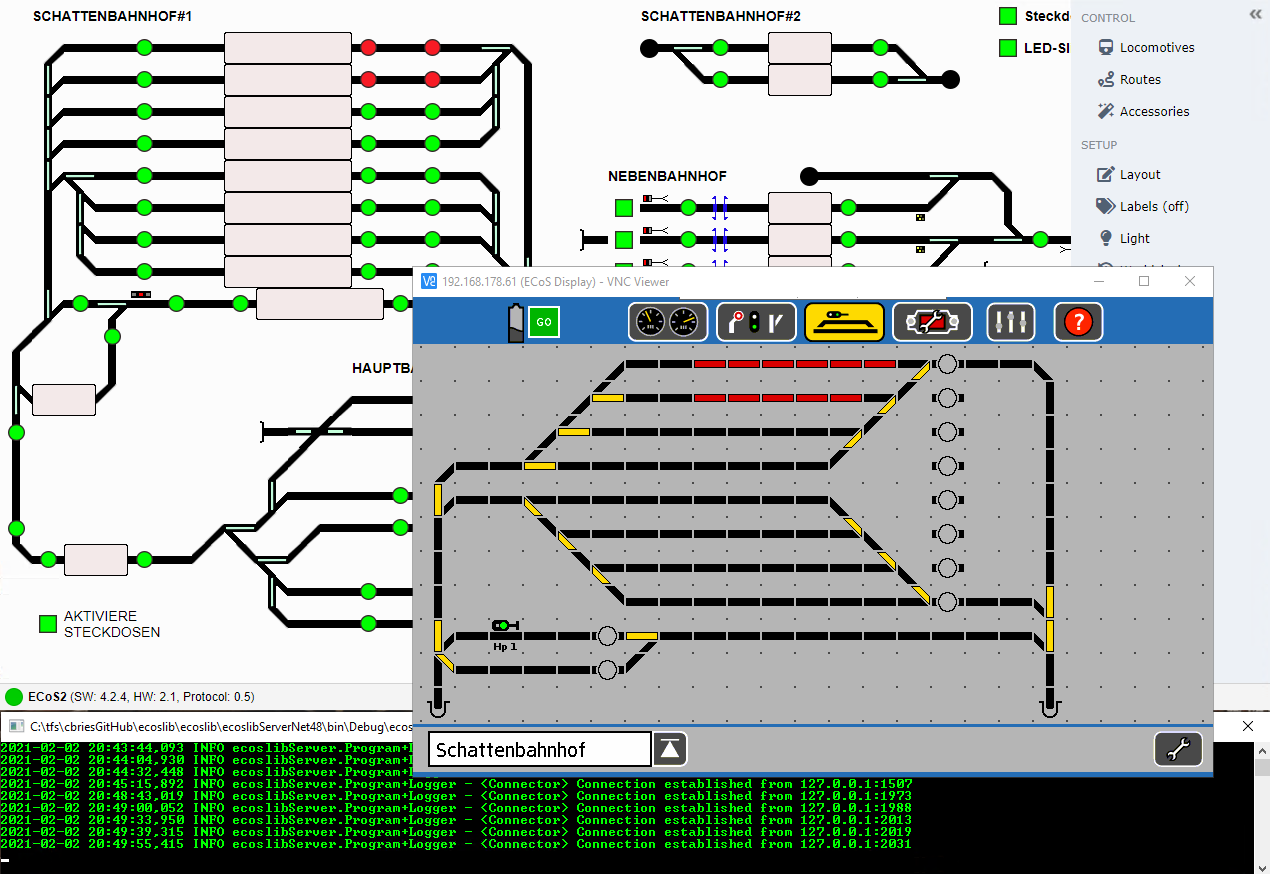 SCHATTENBAHNHOF#1
SCHATTENBAHNHOF#2
Steckd
LED-SI
CONTROL
Locomotives
Routes
Accessories
SETUP
Layout
Labels (off)
Light
NEBENBAHNHOF
HAUPTBA
AKTIVIERE
STECKDOSEN
192.168.178.61 (ECoS Display) - VNC Viewer
GO
?
Hp 1
Schattenbahnhof
ECoS2 (SW: 4.2.4, HW: 2.1, Protocol: 0.5)
C:\tfs\cbriesGitHub\ecoslib\ecoslib\ecoslibServerNet48\bin\Debug\ecos
2021-02-02 20:43:44,093 INFO ecoslibServer.Program+L
2021-02-02 20:44:04,930 INFO ecoslibServer.Program+L
2021-02-02 20:44:32,448 INFO ecoslibServer.Program+L
2021-02-02 20:45:15,892 INFO ecoslibServer.Program+Logger - <Connector> Connection established from 127.0.0.1:1507
2021-02-02 20:48:43,019 INFO ecoslibServer.Program+Logger - <Connector> Connection established from 127.0.0.1:1973
2021-02-02 20:49:00,052 INFO ecoslibServer.Program+Logger - <Connector> Connection established from 127.0.0.1:1988
2021-02-02 20:49:33,950 INFO ecoslibServer.Program+Logger - <Connector> Connection established from 127.0.0.1:2013
2021-02-02 20:49:39,315 INFO ecoslibServer.Program+Logger - <Connector> Connection established from 127.0.0.1:2019
2021-02-02 20:49:55,415 INFO ecoslibServer.Program+Logger - <Connector> Connection established from 127.0.0.1:2031